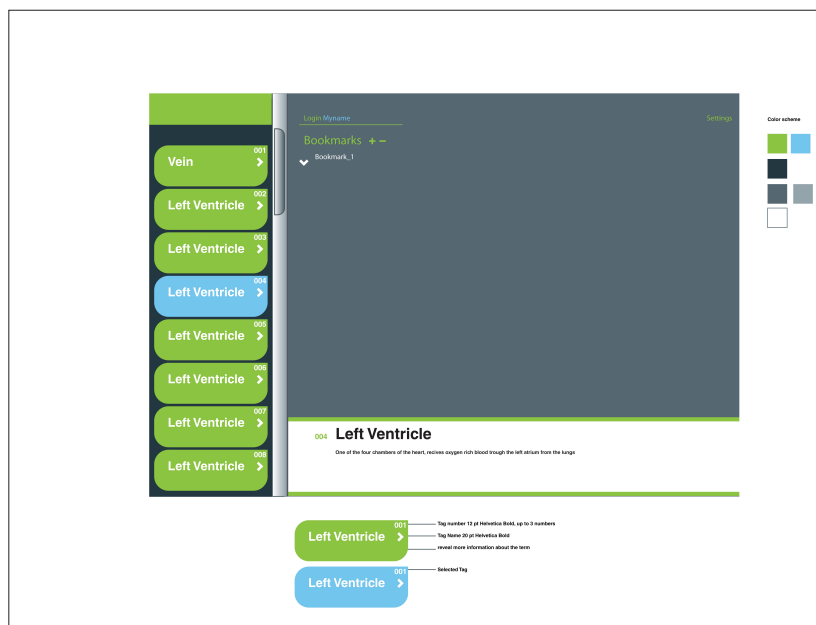 Login Myname
Settings
Color scheme
Bookmarks + −
Bookmark_1
001
Vein
002
Left Ventricle
003
Left Ventricle
004
Left Ventricle
005
Left Ventricle
006
Left Ventricle
007
Left Ventricle
008
Left Ventricle
004 Left Ventricle
One of the four chambers of the heart, recives oxygen rich blood trough the left atrium from the lungs
001
Left Ventricle
Tag number 12 pt Helvetica Bold, up to 3 numbers
Tag Name 20 pt Helvetica Bold
reveal more information about the term
001
Left Ventricle
Selected Tag